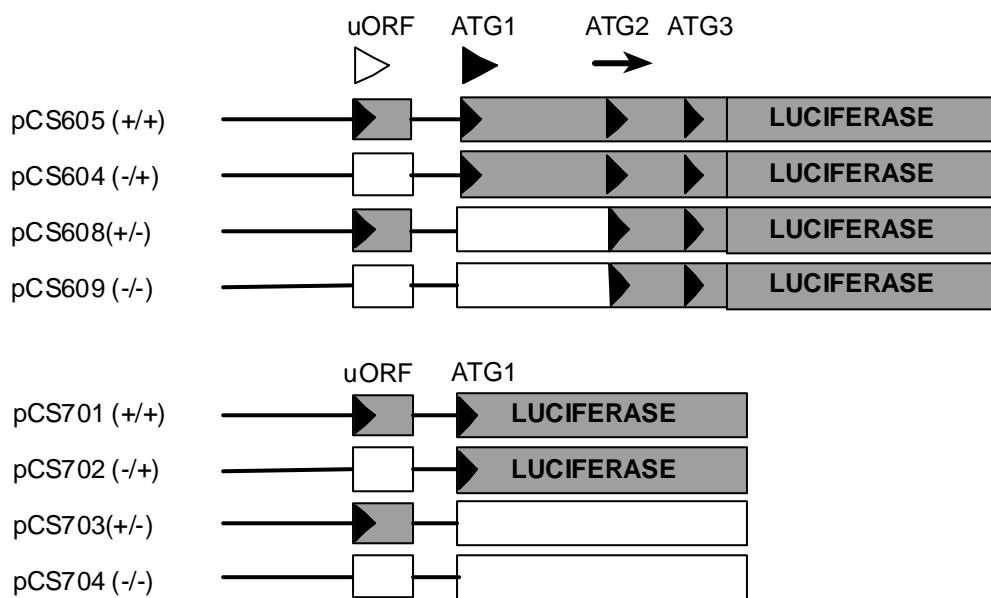 uORF ATG1 ATG2 ATG3
pCS605 (+/+) LUCIFERASE
pCS604 (-/+) LUCIFERASE
pCS608(+/-) LUCIFERASE
pCS609 (-/-) LUCIFERASE
uORF ATG1
pCS701 (+/+) LUCIFERASE
pCS702 (-/+) LUCIFERASE
pCS703(+/-)
pCS704 (-/-)